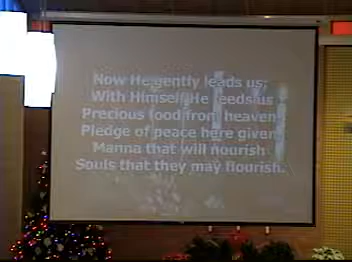 Now He gently leads us;
With Himself He feeds us
Precious food from heaven,
Pledge of peace here given,
Manna that will nourish
Souls that they may flourish.